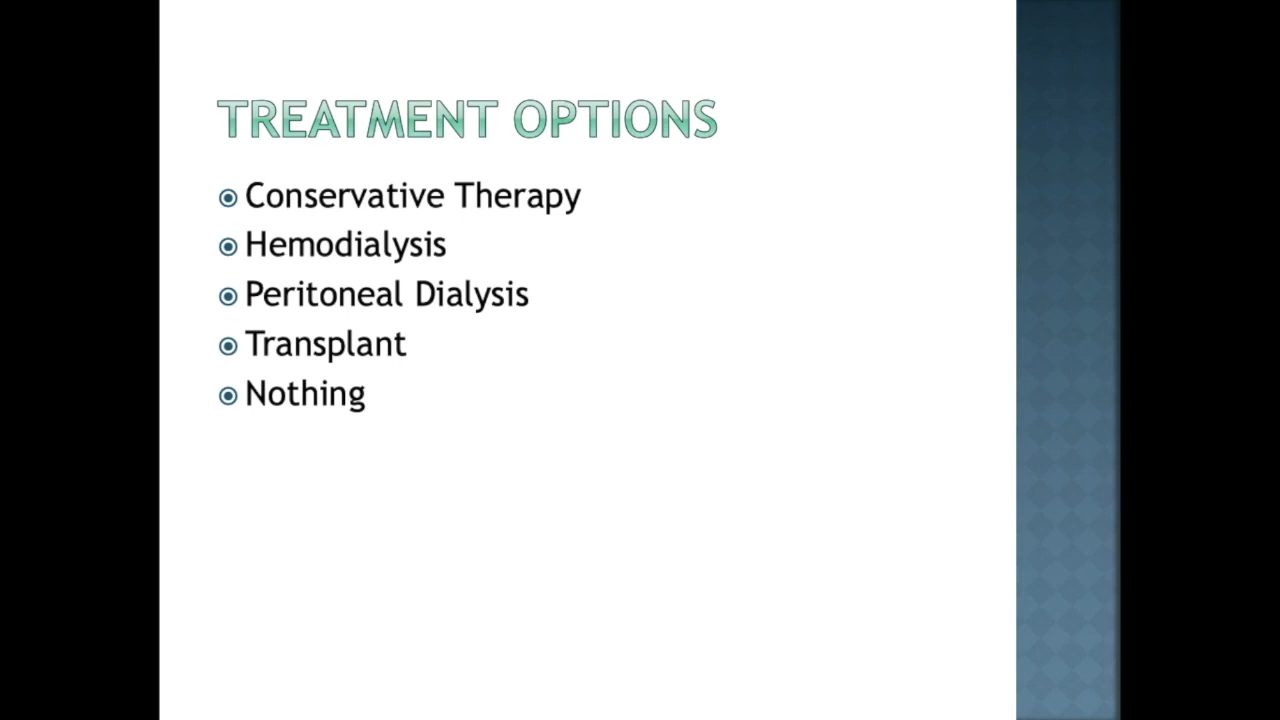 TREATMENT OPTIONS
Conservative Therapy
Hemodialysis
Peritoneal Dialysis
Transplant
Nothing